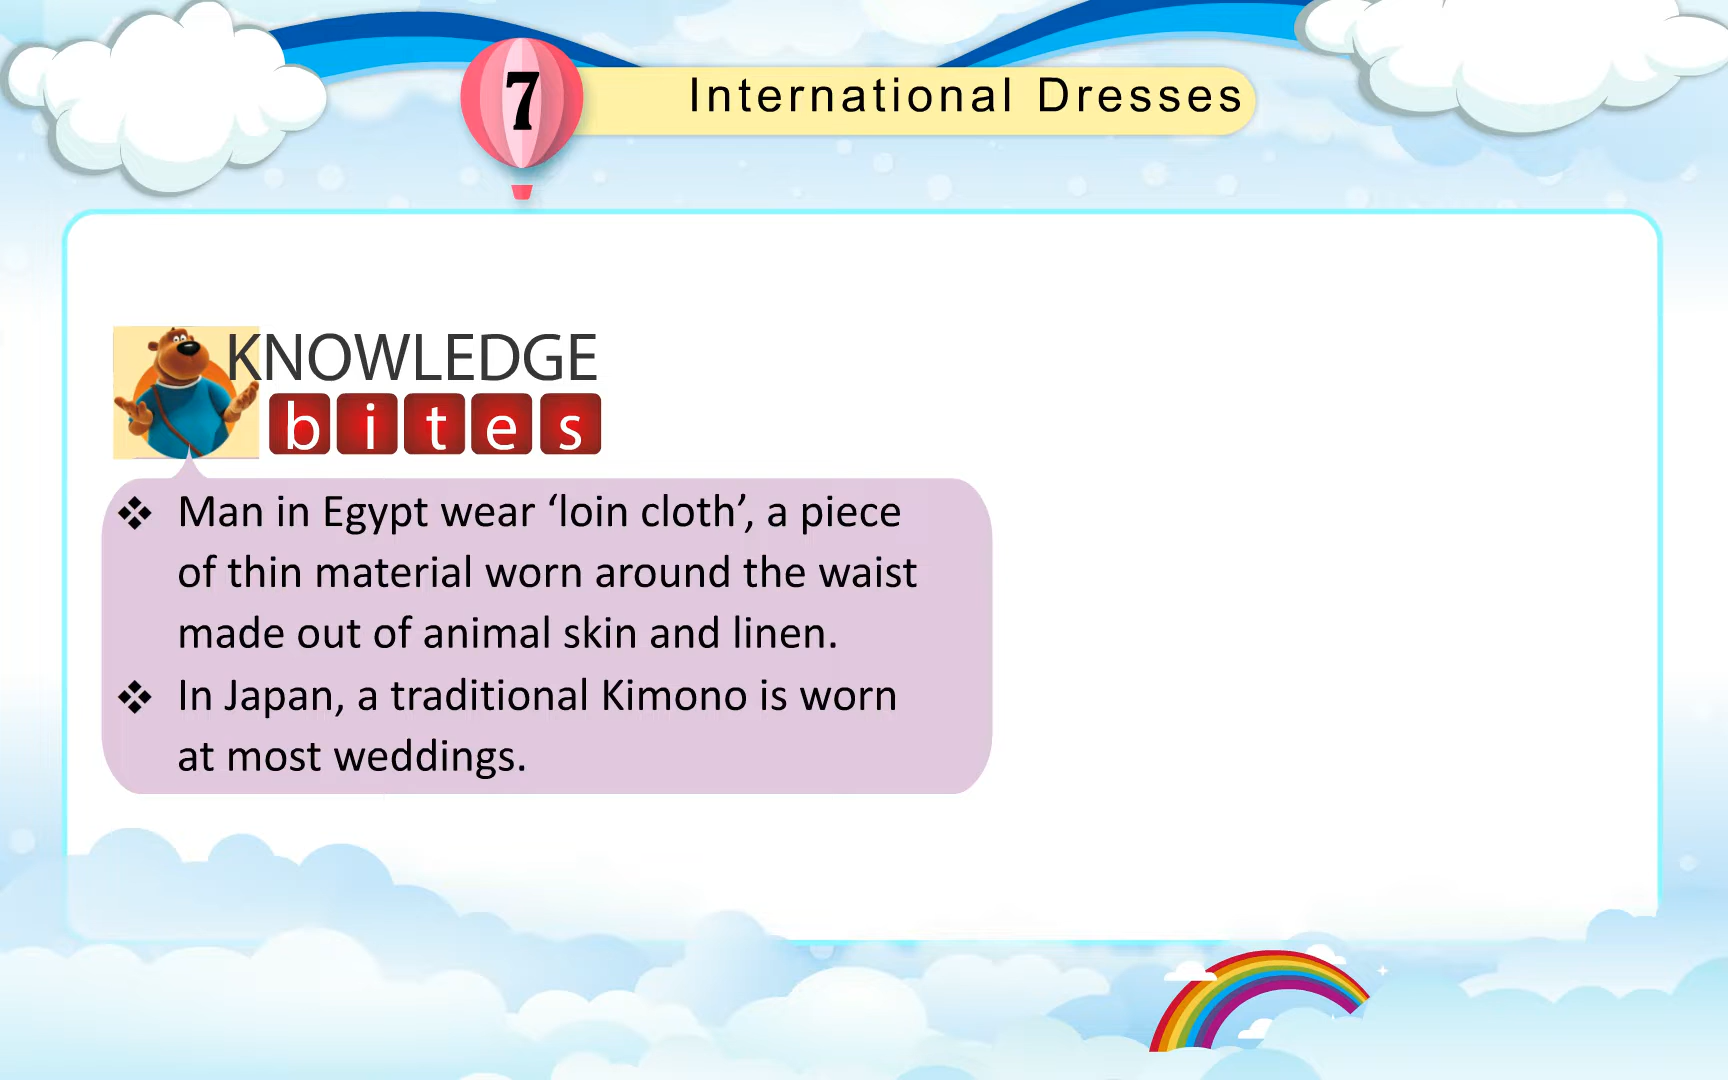 7
International Dresses
KNOWLEDGE
bites
❖ Man in Egypt wear ‘loin cloth’, a piece
of thin material worn around the waist
made out of animal skin and linen.
❖ In Japan, a traditional Kimono is worn
at most weddings.